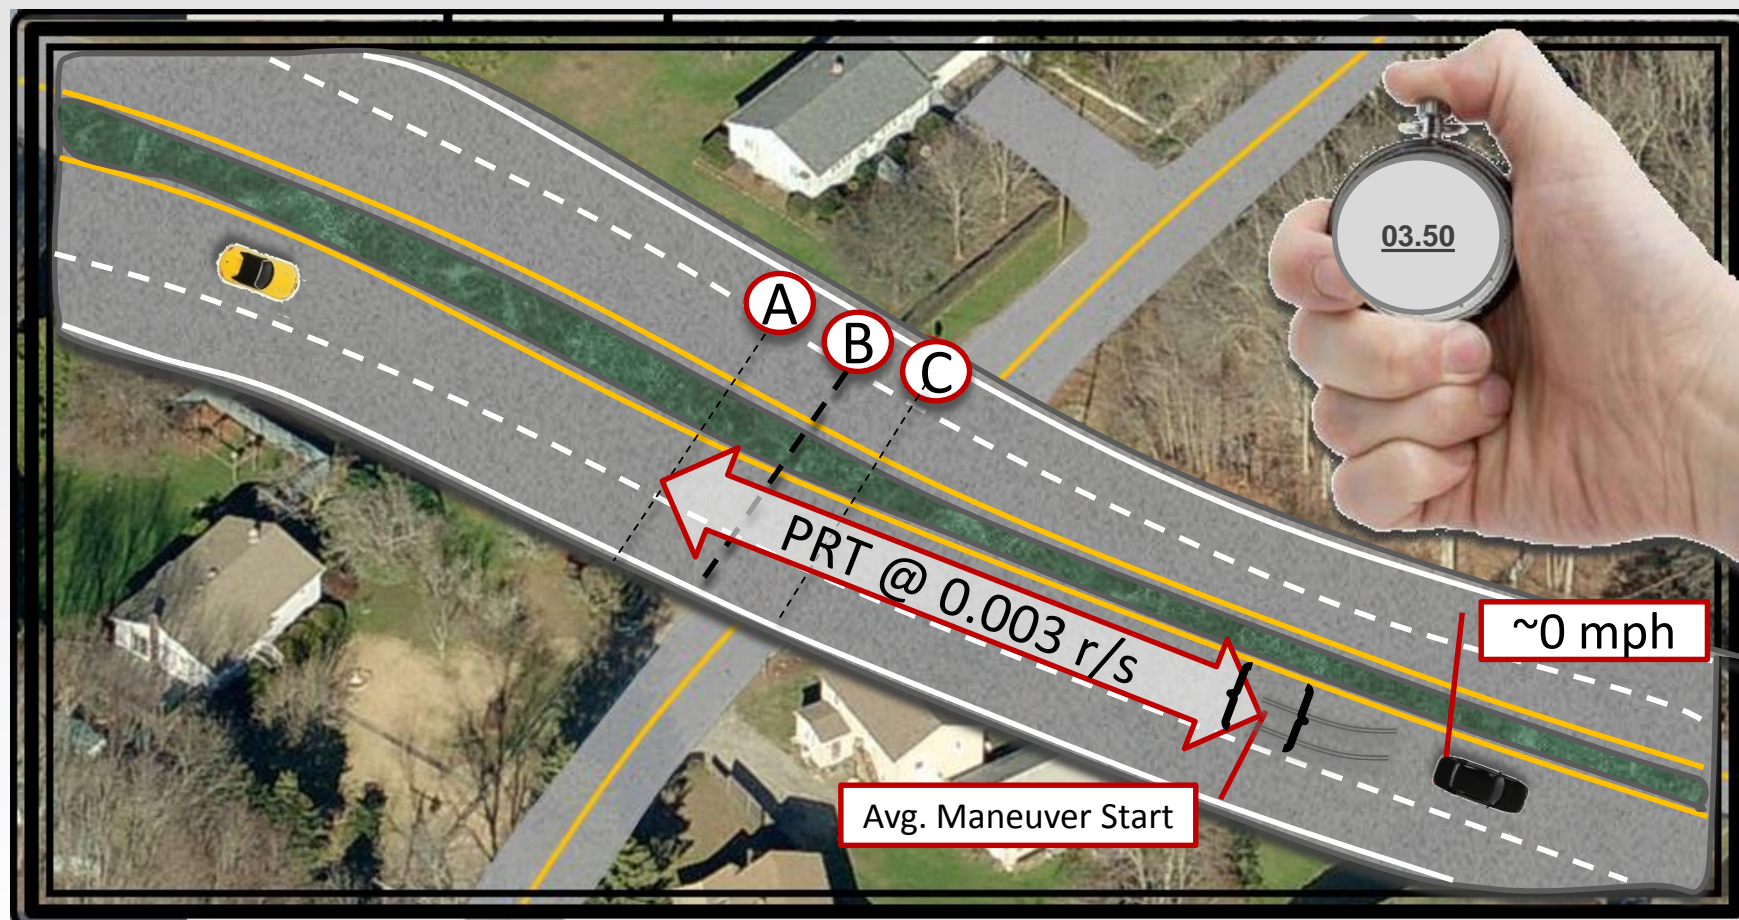 03.50
A
B
C
PRT @ 0.003 r/s
~0 mph
Avg. Maneuver Start